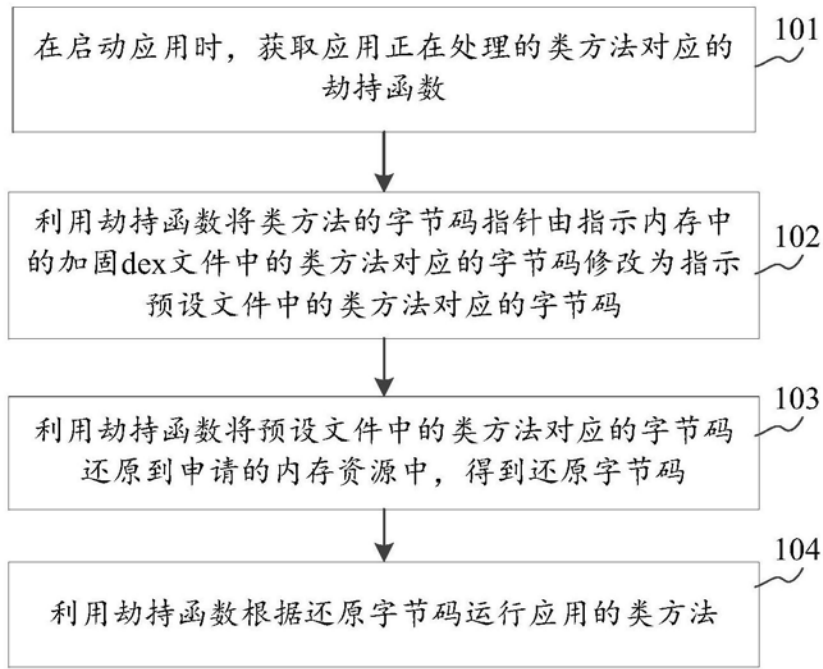 在启动应用时，获取应用正在处理的类方法对应的
劫持函数
101
利用劫持函数将类方法的字节码指针由指示内存中
的加固dex文件中的类方法对应的字节码修改为指示
预设文件中的类方法对应的字节码
102
利用劫持函数将预设文件中的类方法对应的字节码
还原到申请的内存资源中，得到还原字节码
103
利用劫持函数根据还原字节码运行应用的类方法
104